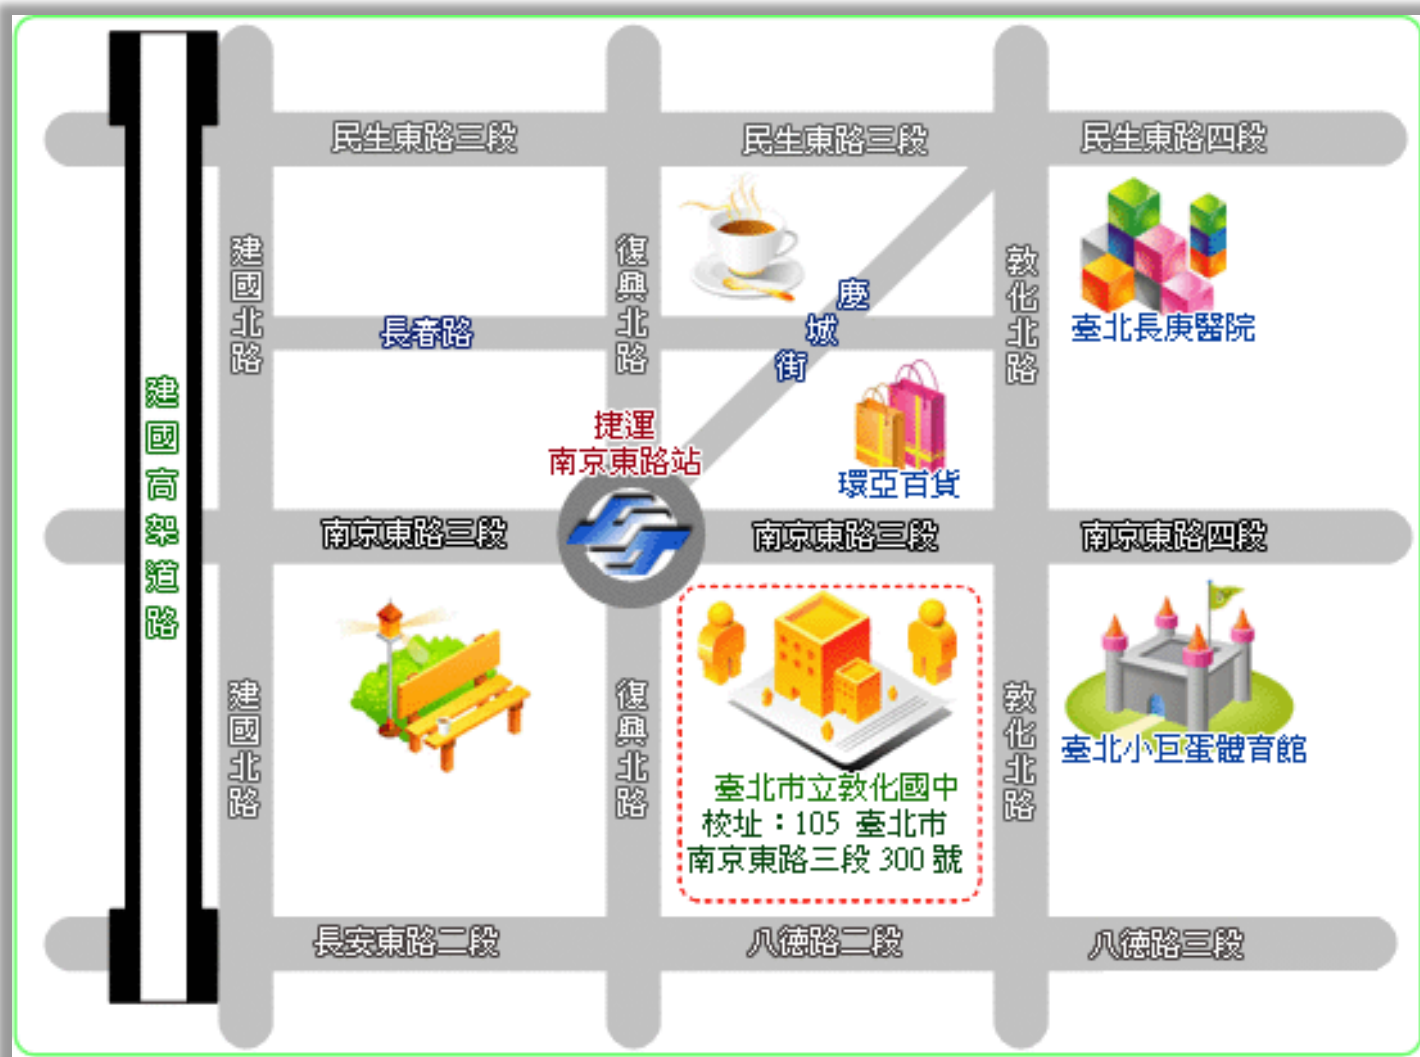 民生東路三段
民生東路三段
民生東路四段
建國北路
復興北路
敦化北路
慶城街
長春路
臺北長庚醫院
建國高架道路
捷運
南京東路站
環亞百貨
南京東路三段
南京東路三段
南京東路四段
建國北路
復興北路
敦化北路
臺北小巨蛋體育館
臺北市立敦化國中
校址：105 臺北市
南京東路三段 300 號
長安東路二段
八德路二段
八德路三段